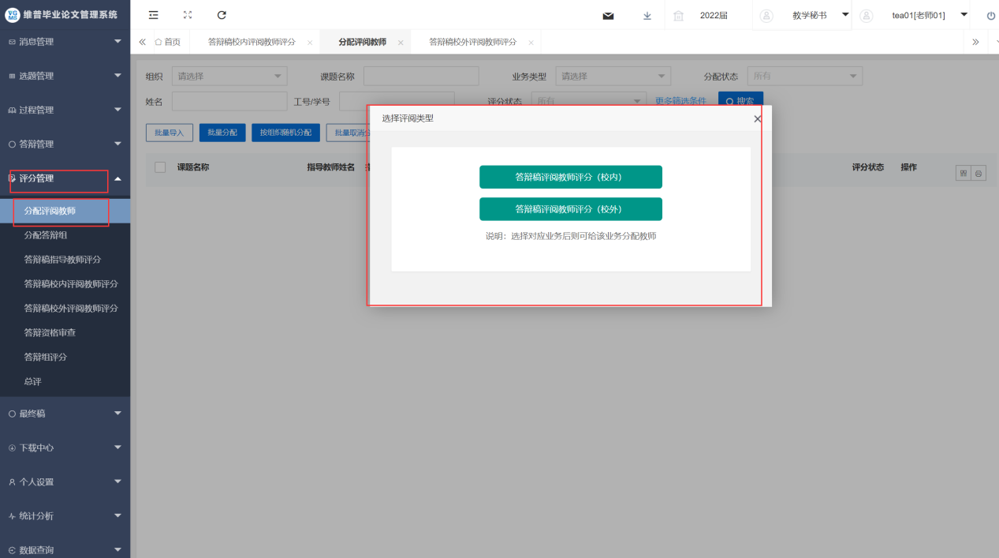 VG
MS
维普毕业论文管理系统
2022届
教学秘书
tea01[老师01]
首页
答辩稿校内评阅教师评分
分配评阅教师
答辩稿校外评阅教师评分
消息管理
选题管理
过程管理
答辩管理
评分管理
分配评阅教师
分配答辩组
答辩稿指导教师评分
答辩稿校内评阅教师评分
答辩稿校外评阅教师评分
答辩资格审查
答辩组评分
总评
最终稿
下载中心
个人设置
统计分析
数据查询
组织 请选择 课题名称 业务类型 请选择 分配状态 所有
姓名 工号/学号 评分状态 所有 更多筛选条件 搜索
批量导入 批量分配 按组织随机分配 批量取消
课题名称 指导教师姓名 评分状态 操作
选择评阅类型
答辩稿评阅教师评分（校内）
答辩稿评阅教师评分（校外）
说明：选择对应业务后则可给该业务分配教师